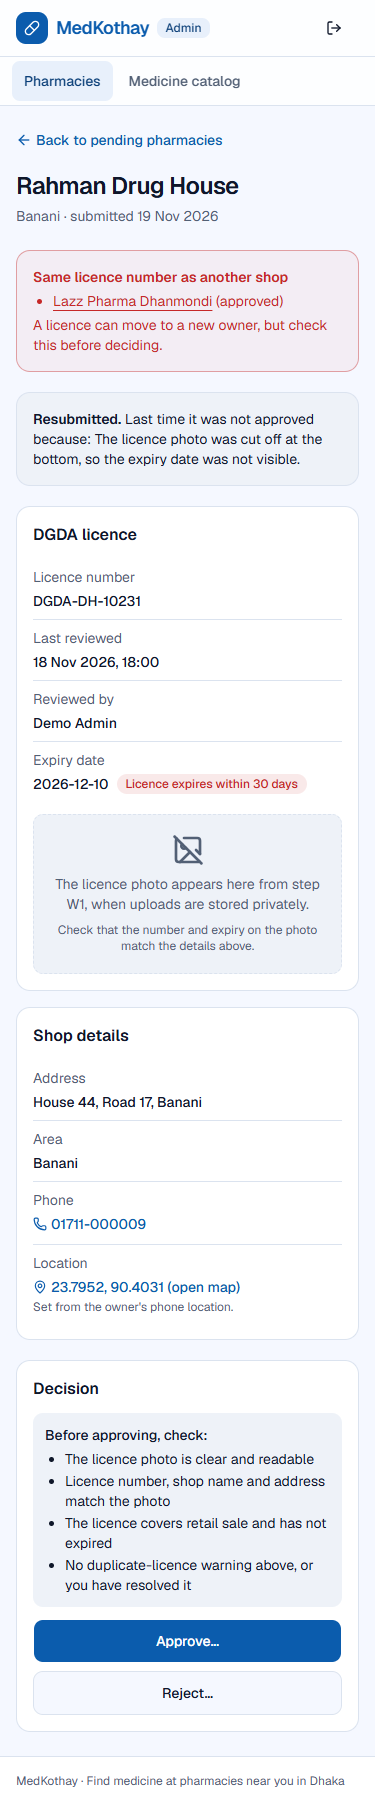 MedKothay Admin
Pharmacies Medicine catalog
← Back to pending pharmacies
Rahman Drug House
Banani · submitted 19 Nov 2026
Same licence number as another shop
• Lazz Pharma Dhanmondi (approved)
A licence can move to a new owner, but check
this before deciding.
Resubmitted. Last time it was not approved
because: The licence photo was cut off at the
bottom, so the expiry date was not visible.
DGDA licence
Licence number
DGDA-DH-10231
Last reviewed
18 Nov 2026, 18:00
Reviewed by
Demo Admin
Expiry date
2026-12-10 Licence expires within 30 days
The licence photo appears here from step
W1, when uploads are stored privately.
Check that the number and expiry on the photo
match the details above.
Shop details
Address
House 44, Road 17, Banani
Area
Banani
Phone
01711-000009
Location
23.7952, 90.4031 (open map)
Set from the owner's phone location.
Decision
Before approving, check:
• The licence photo is clear and readable
• Licence number, shop name and address
match the photo
• The licence covers retail sale and has not
expired
• No duplicate-licence warning above, or
you have resolved it
Approve…
Reject…
MedKothay · Find medicine at pharmacies near you in Dhaka